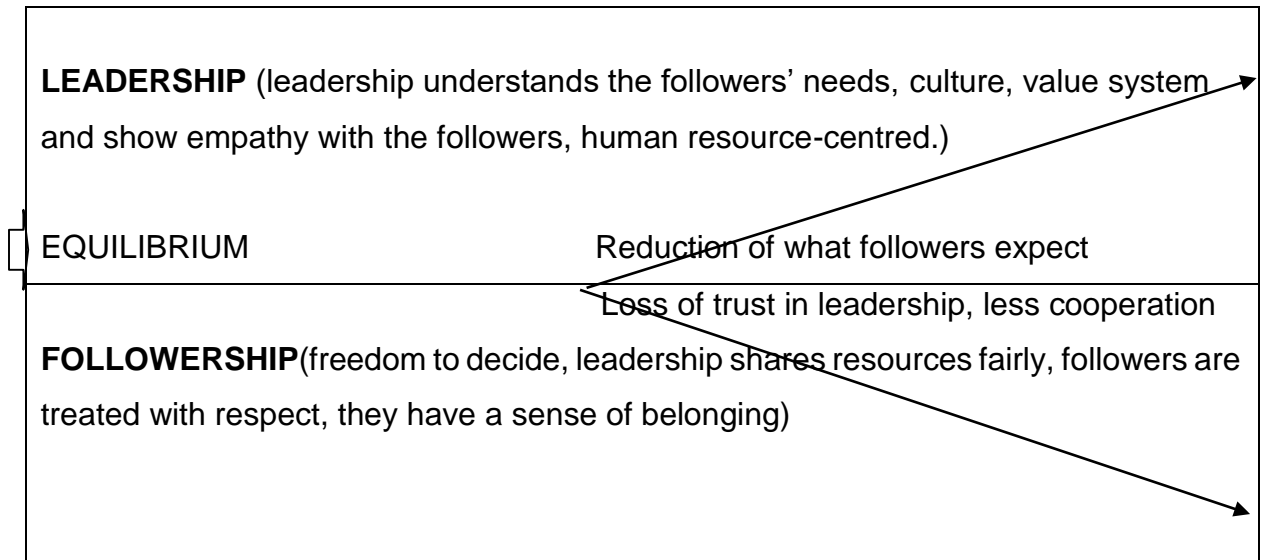 LEADERSHIP (leadership understands the followers’ needs, culture, value system
and show empathy with the followers, human resource-centred.)
EQUILIBRIUM Reduction of what followers expect
Loss of trust in leadership, less cooperation
FOLLOWERSHIP(freedom to decide, leadership shares resources fairly, followers are
treated with respect, they have a sense of belonging)